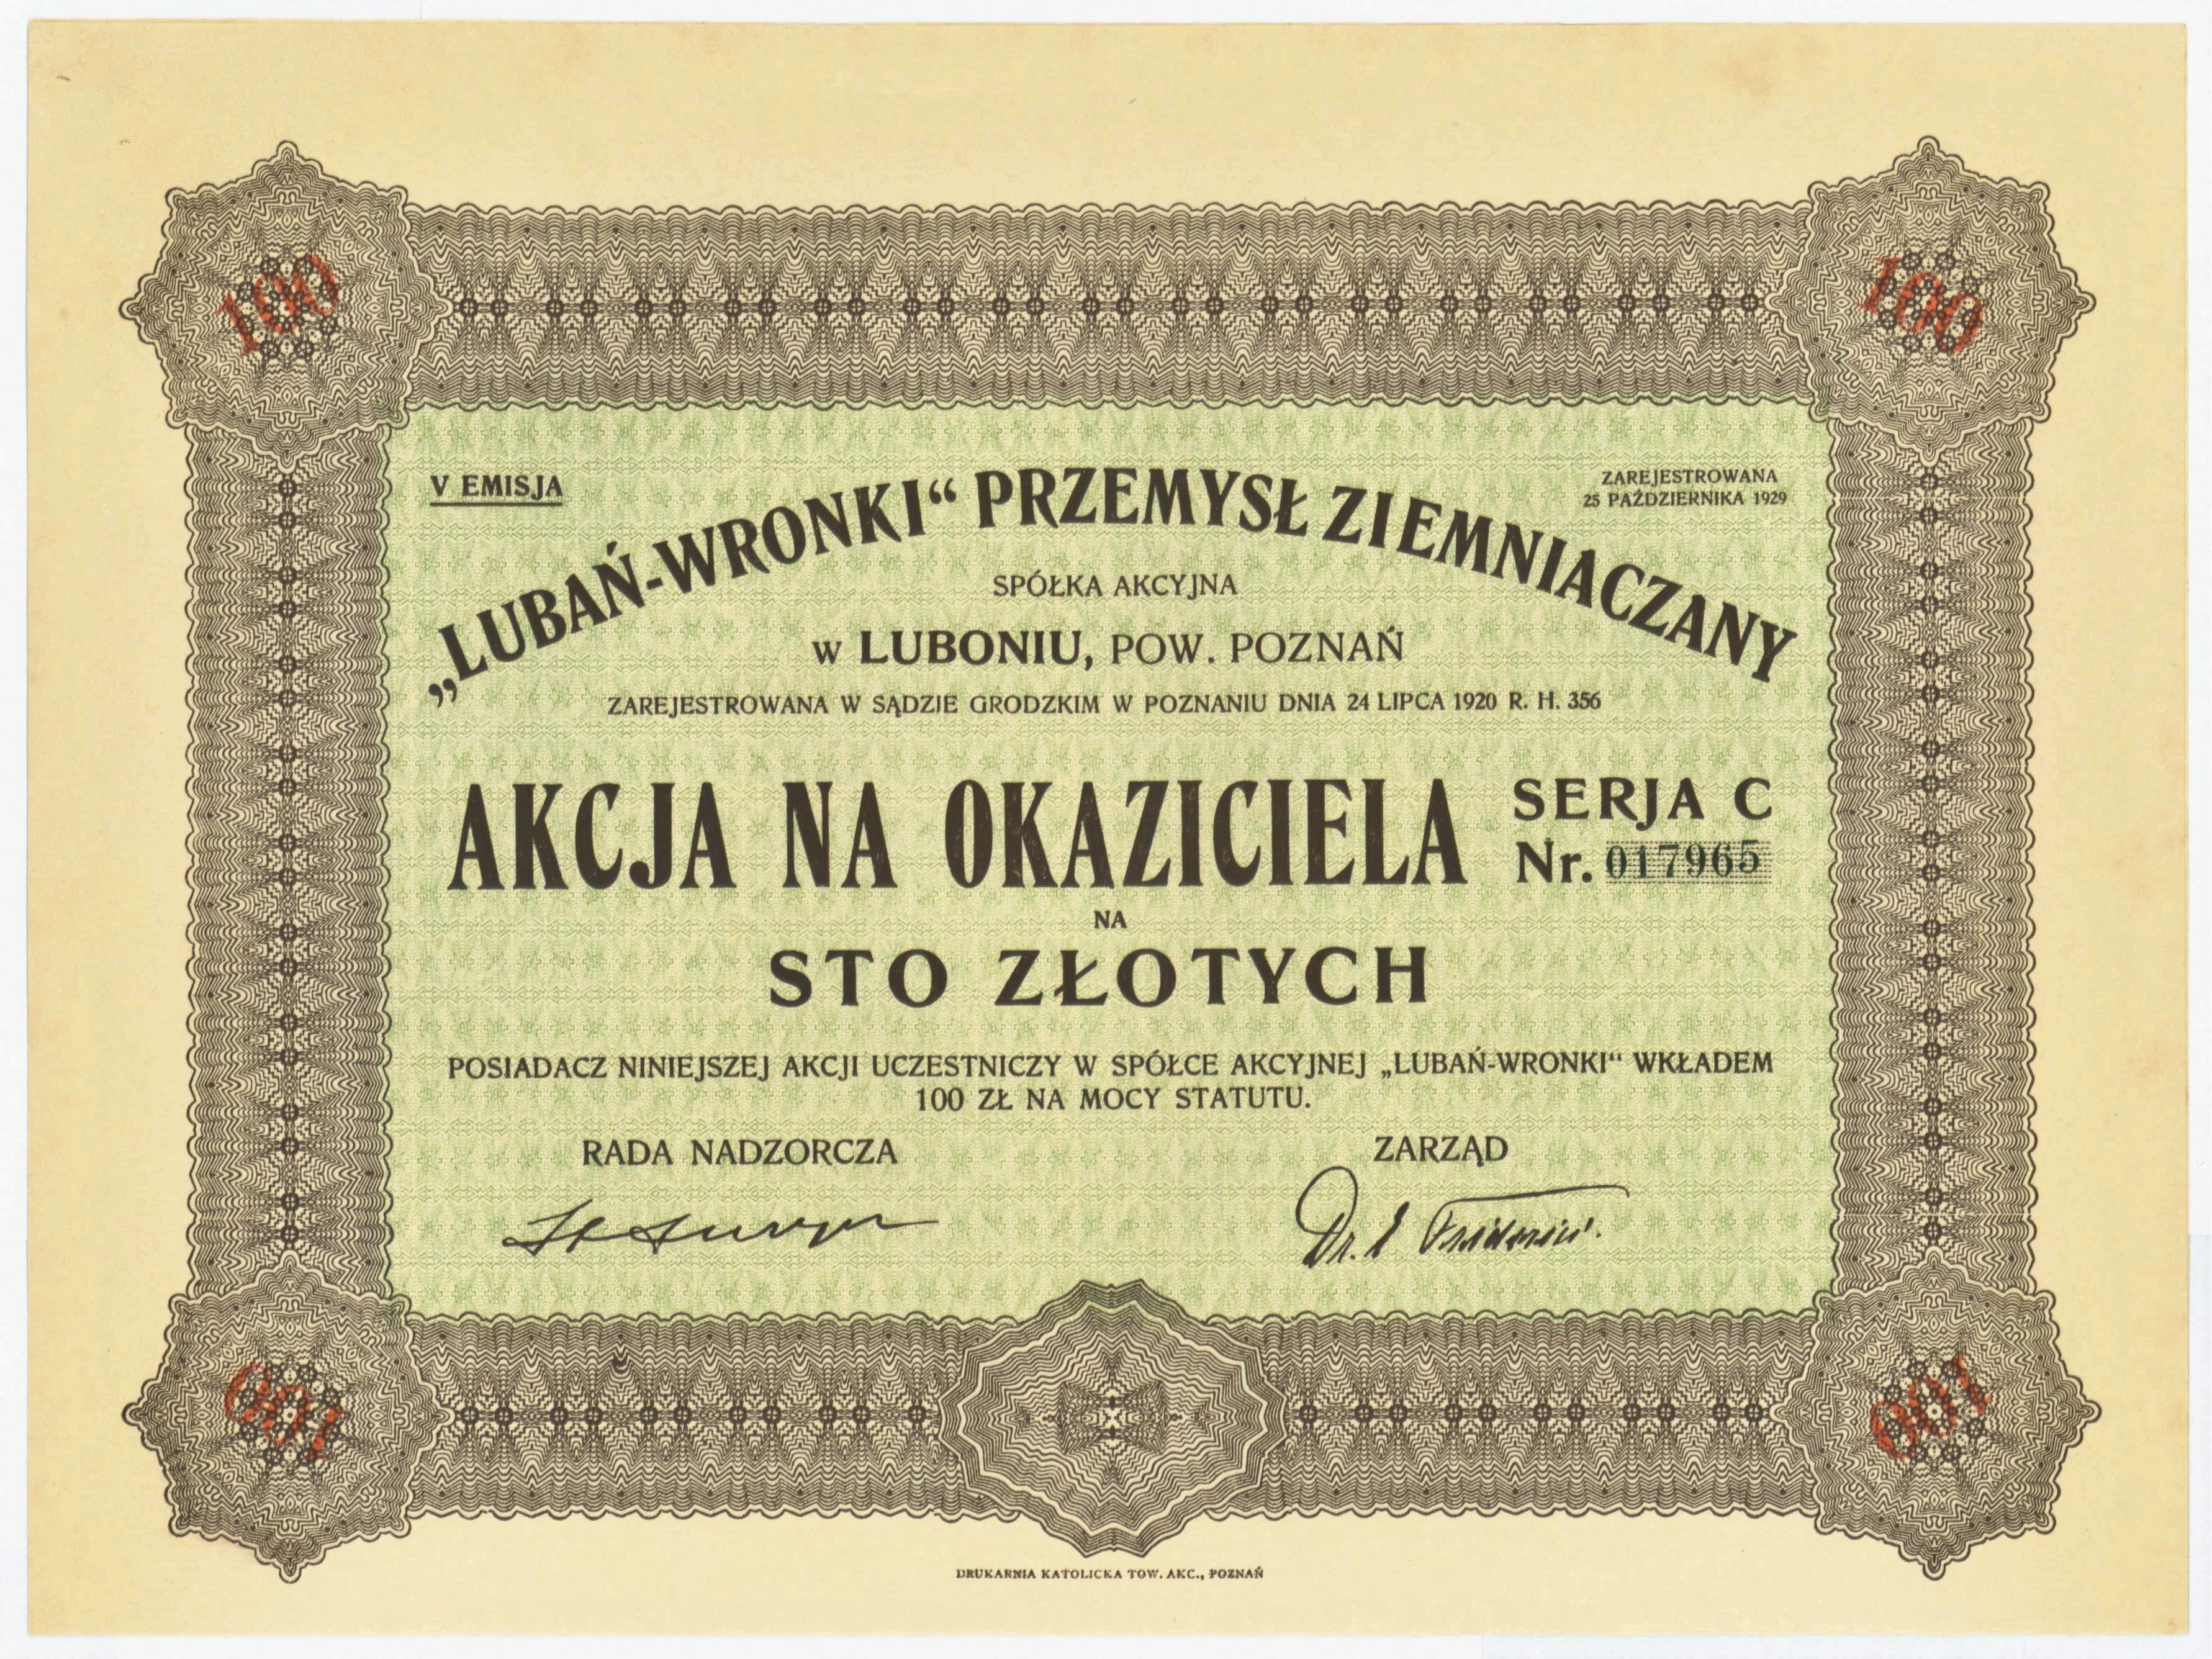 100
100
V EMISJA
ZAREJESTROWANA
25 PAŹDZIERNIKA 1929
„LUBAŃ-WRONKI“ PRZEMYSŁ ZIEMNIACZANY
SPÓŁKA AKCYJNA
W LUBONIU, POW. POZNAŃ
ZAREJESTROWANA W SĄDZIE GRODZKIM W POZNANIU DNIA 24 LIPCA 1920 R. H. 356
AKCJA NA OKAZICIELA
SERJA C
Nr. 017965
NA
STO ZŁOTYCH
POSIADACZ NINIEJSZEJ AKCJI UCZESTNICZY W SPÓŁCE AKCYJNEJ „LUBAŃ-WRONKI“ WKŁADEM
100 ZŁ NA MOCY STATUTU.
RADA NADZORCZA
ZARZĄD
Dr.
100
100
DRUKARNIA KATOLICKA TOW. AKC., POZNAŃ